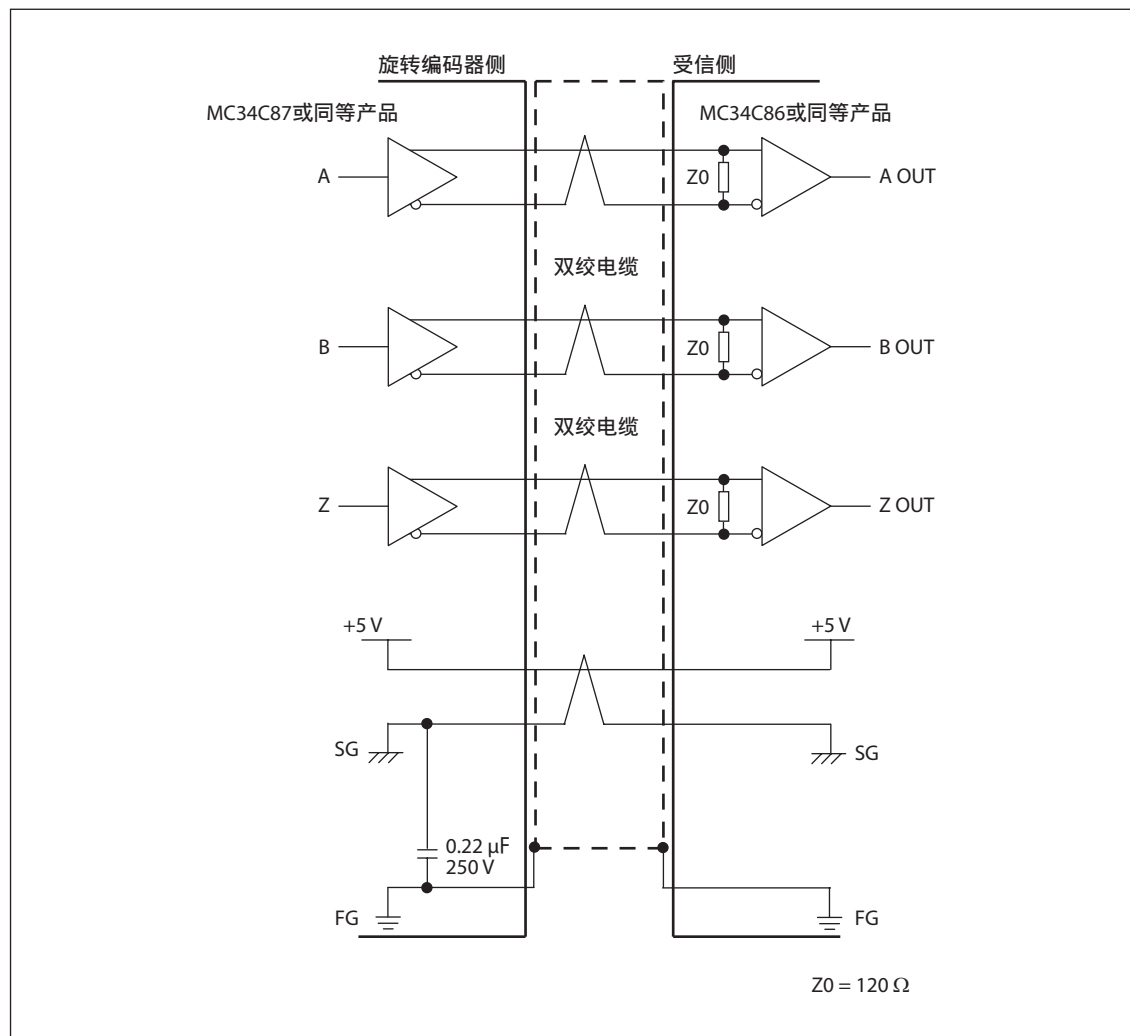 旋转编码器侧
受信侧
MC34C87或同等产品
MC34C86或同等产品
A
Z0
A OUT
双绞电缆
B
Z0
B OUT
双绞电缆
Z
Z0
Z OUT
+5 V
+5 V
SG
SG
0.22 µF
250 V
FG
FG
Z0 = 120 Ω